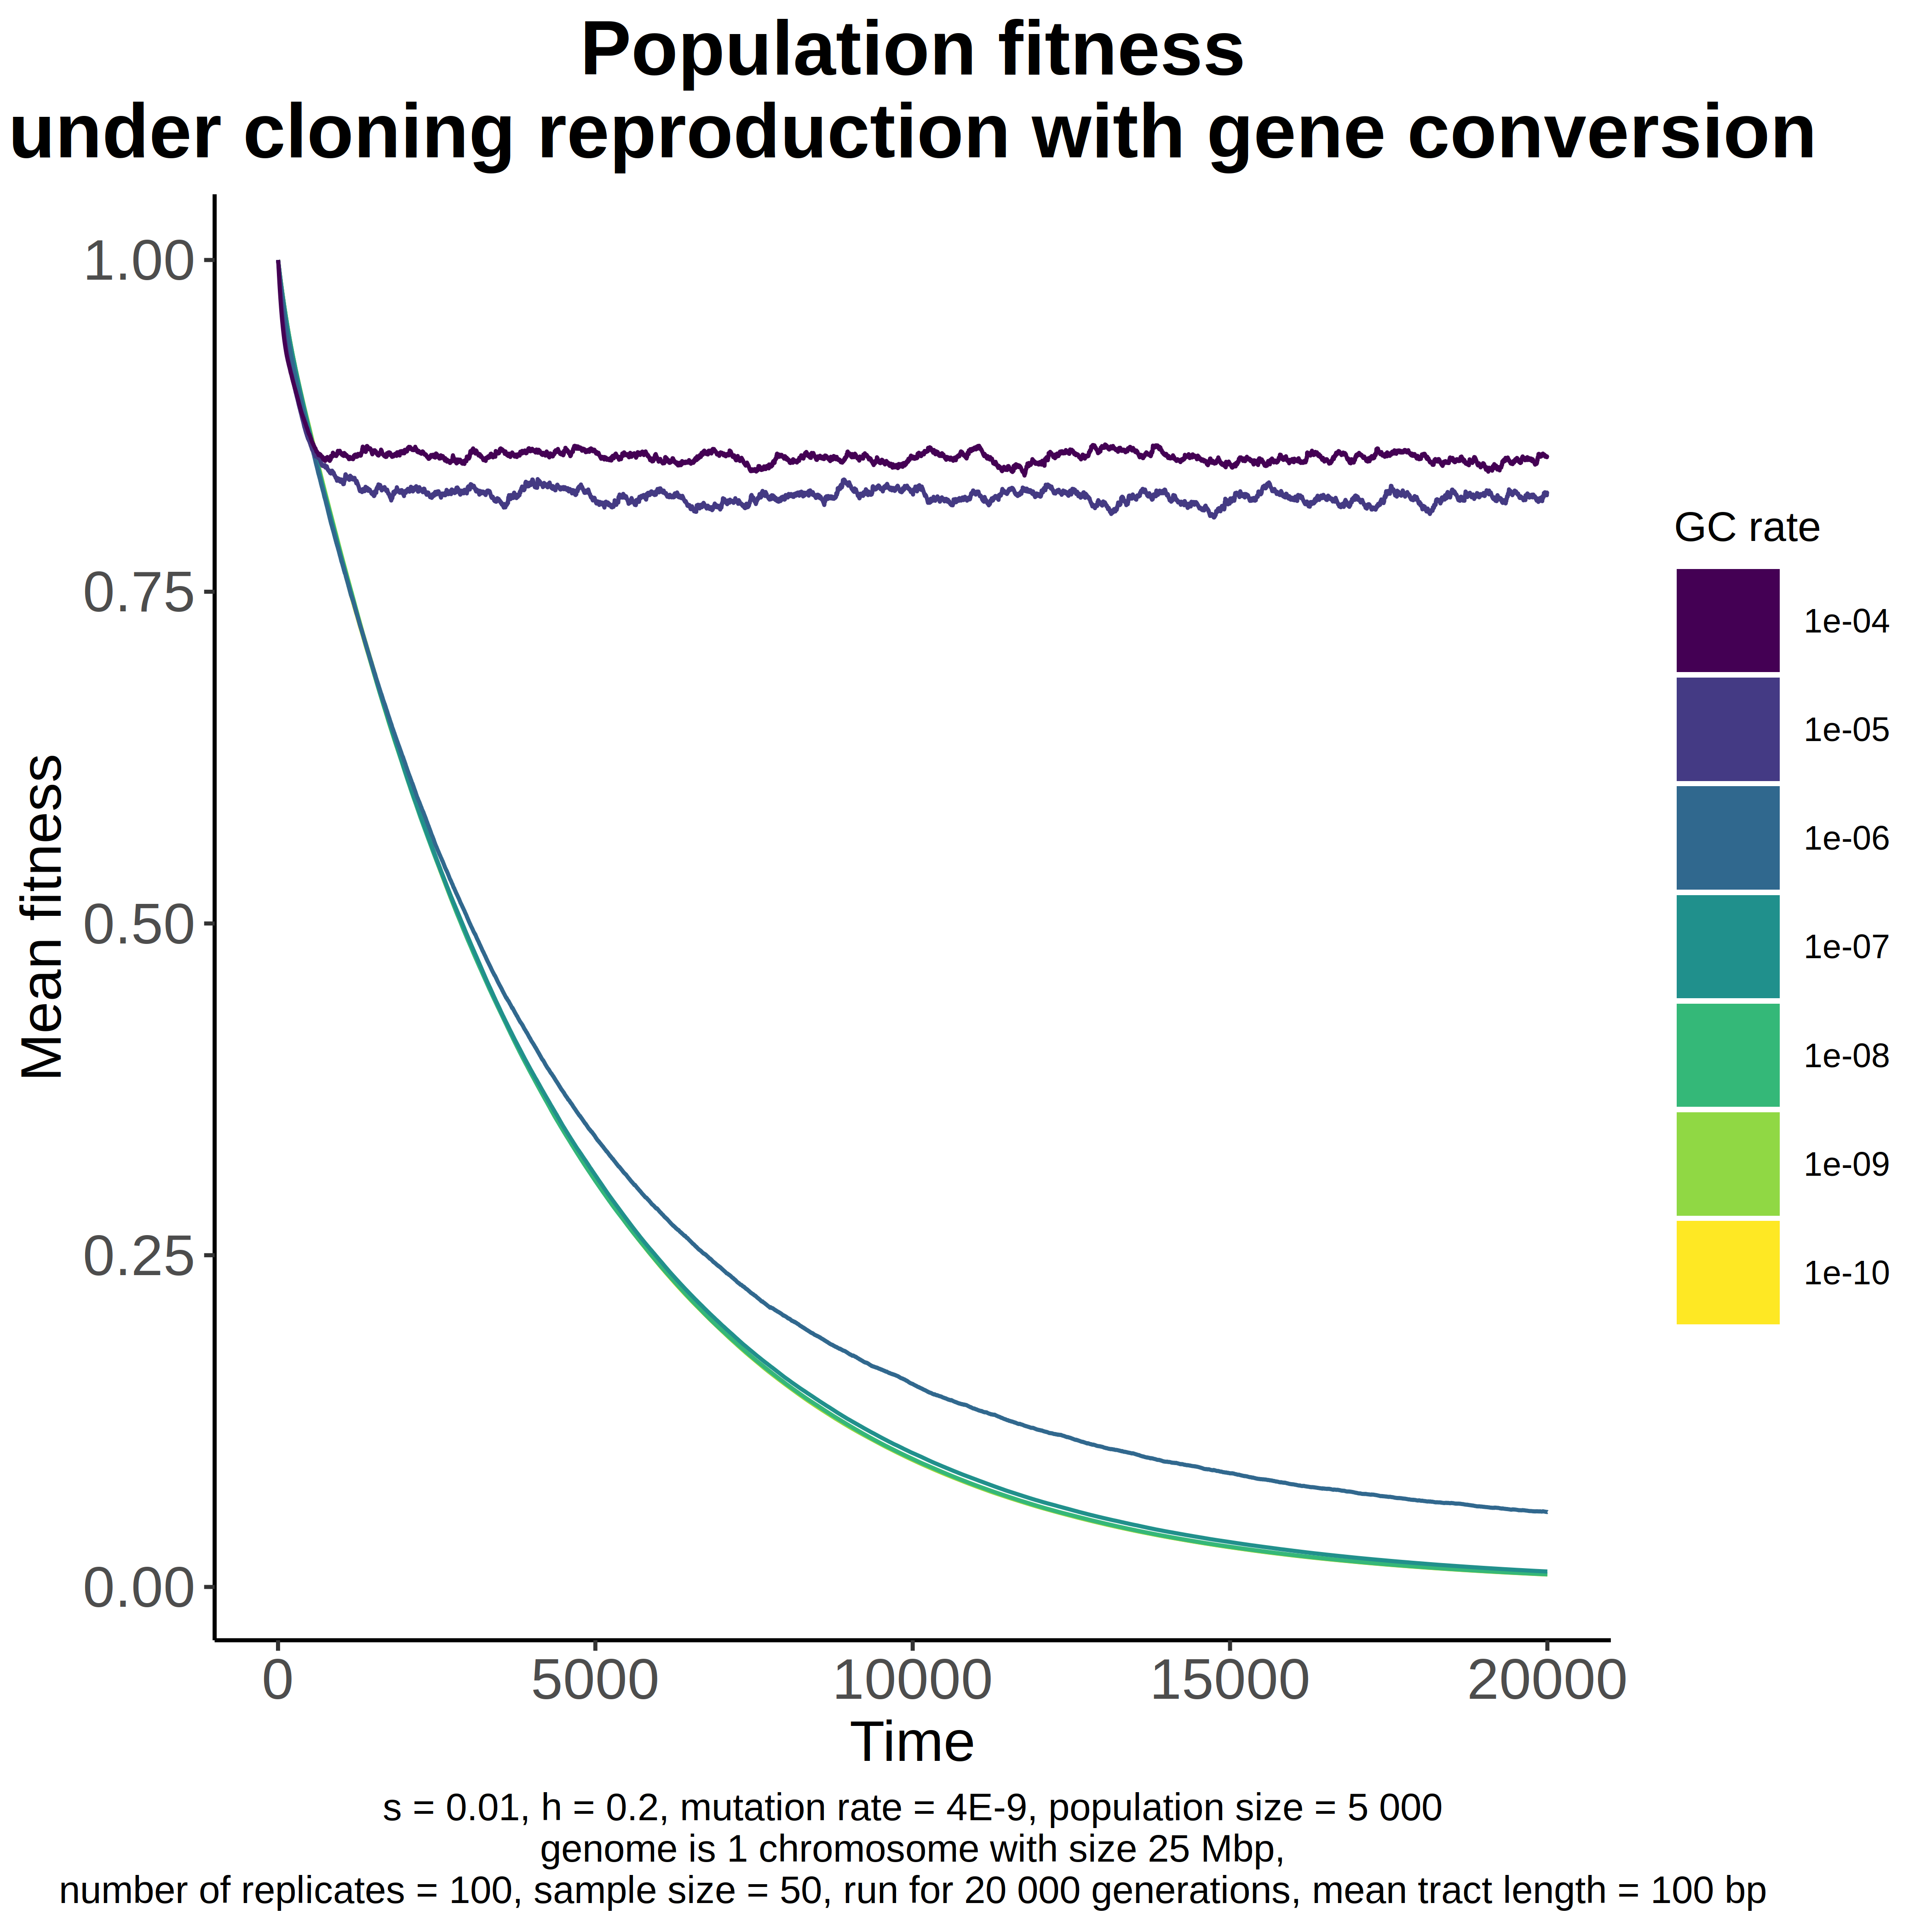 Population fitness
under cloning reproduction with gene conversion
1.00
0.75
0.50
0.25
0.00
Mean fitness
0 5000 10000 15000 20000
Time
GC rate
1e-04
1e-05
1e-06
1e-07
1e-08
1e-09
1e-10
s = 0.01, h = 0.2, mutation rate = 4E-9, population size = 5 000
genome is 1 chromosome with size 25 Mbp,
number of replicates = 100, sample size = 50, run for 20 000 generations, mean tract length = 100 bp